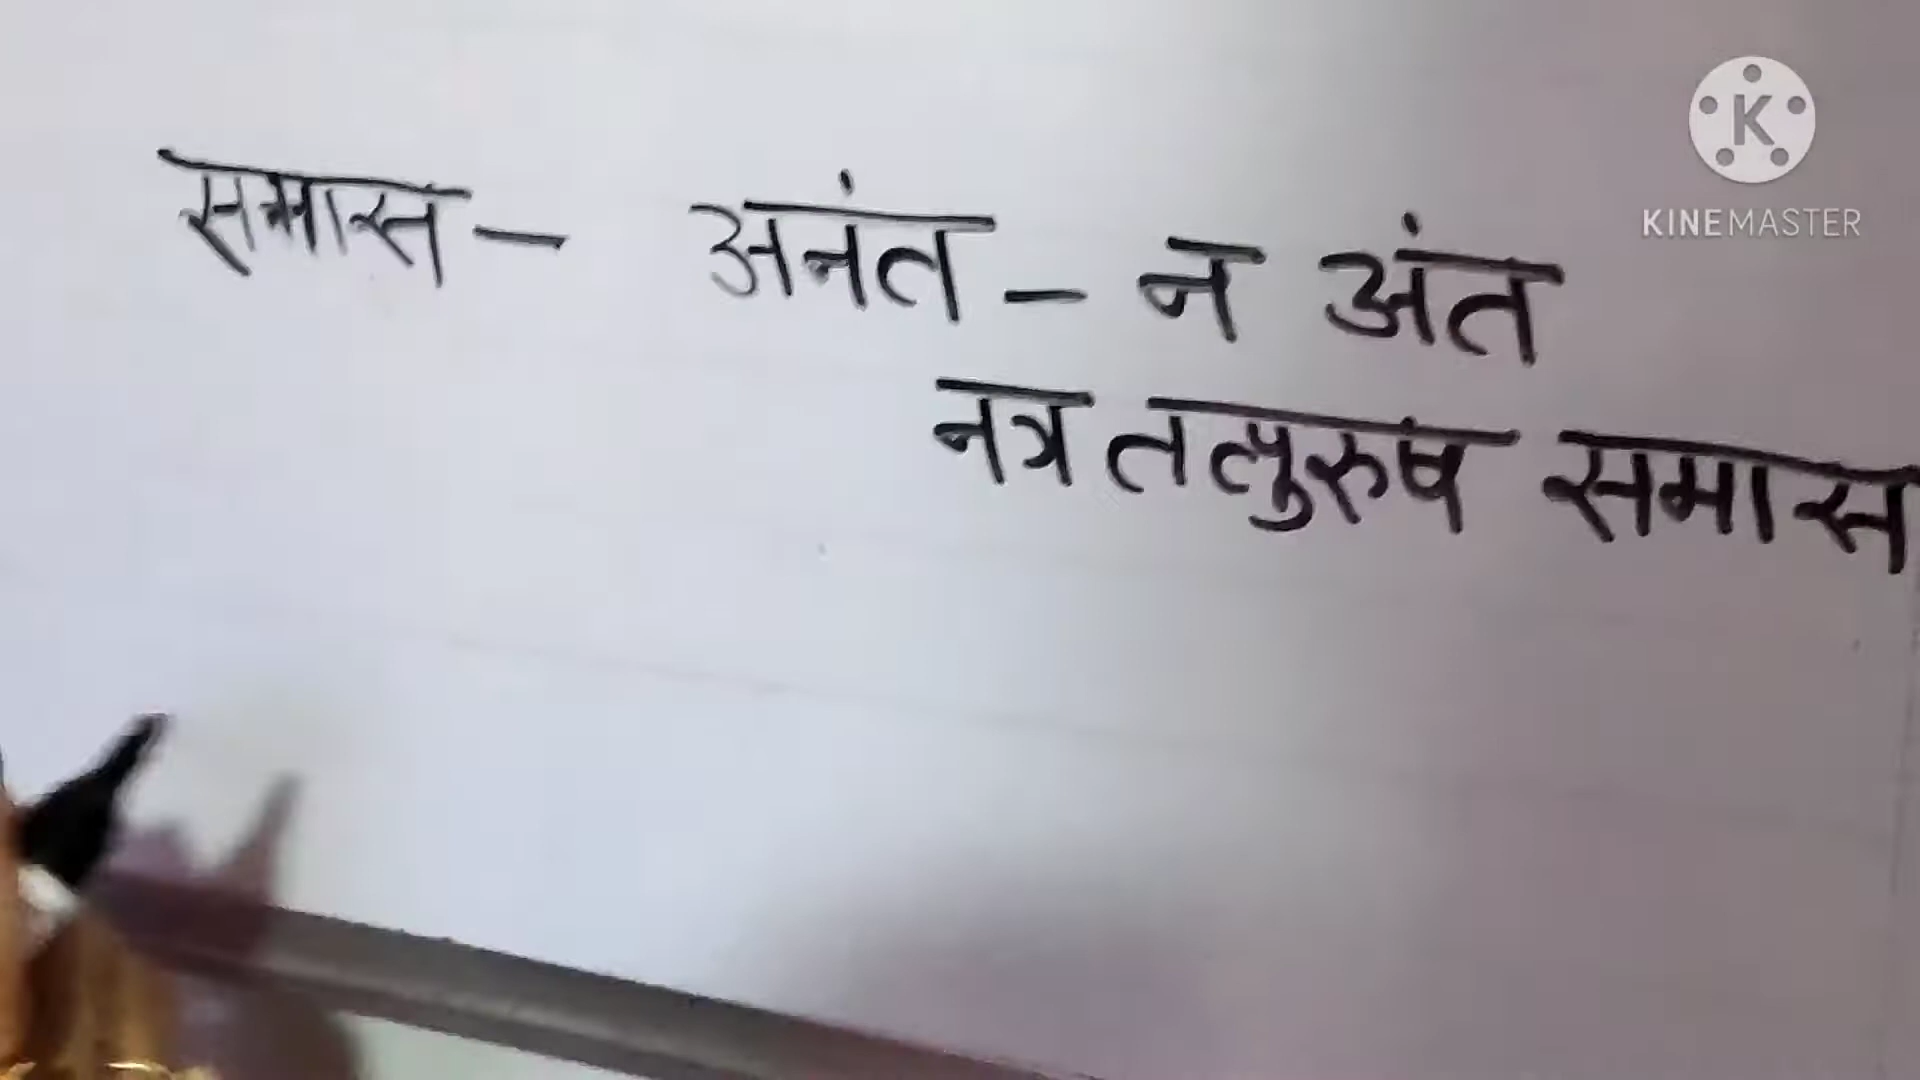 समास - अनंत - न अंत
नत्र तत्पुरुष समास
K
KINEMASTER